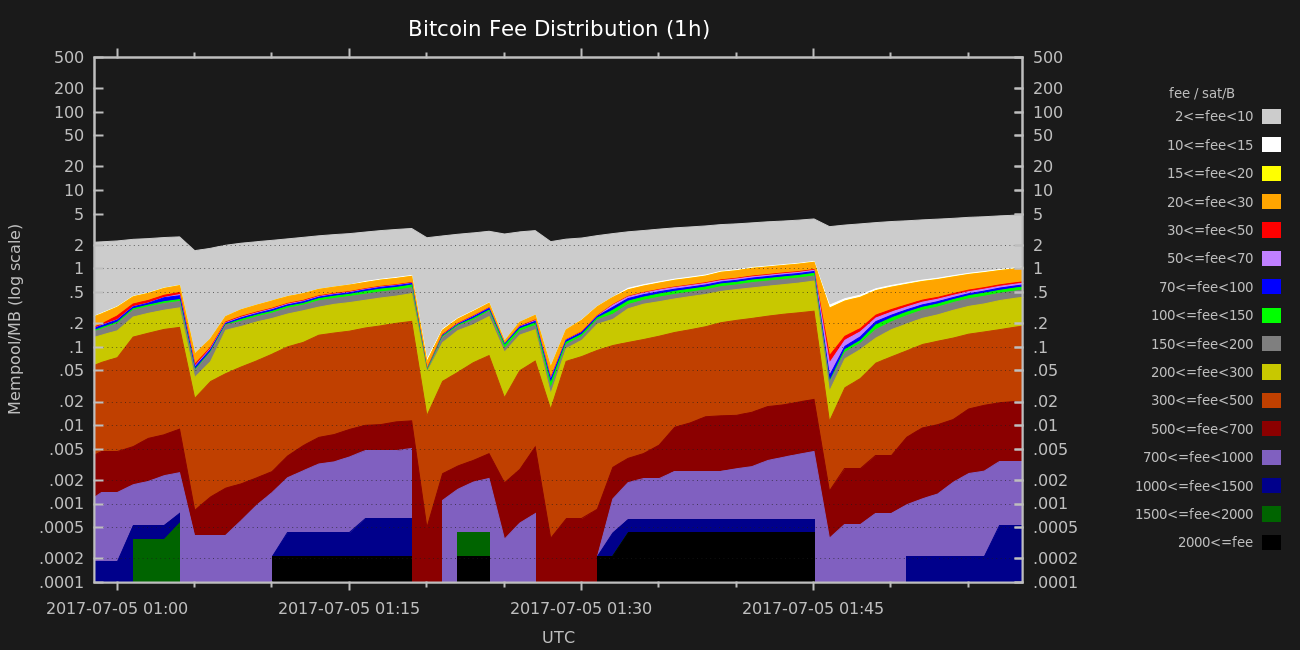 Bitcoin Fee Distribution (1h)
Mempool/MB (log scale)
500
200
100
50
20
10
5
2
1
.5
.2
.1
.05
.02
.01
.005
.002
.001
.0005
.0002
.0001
500
200
100
50
20
10
5
2
1
.5
.2
.1
.05
.02
.01
.005
.002
.001
.0005
.0002
.0001
2017-07-05 01:00 2017-07-05 01:15 2017-07-05 01:30 2017-07-05 01:45
UTC
fee / sat/B
2<=fee<10
10<=fee<15
15<=fee<20
20<=fee<30
30<=fee<50
50<=fee<70
70<=fee<100
100<=fee<150
150<=fee<200
200<=fee<300
300<=fee<500
500<=fee<700
700<=fee<1000
1000<=fee<1500
1500<=fee<2000
2000<=fee